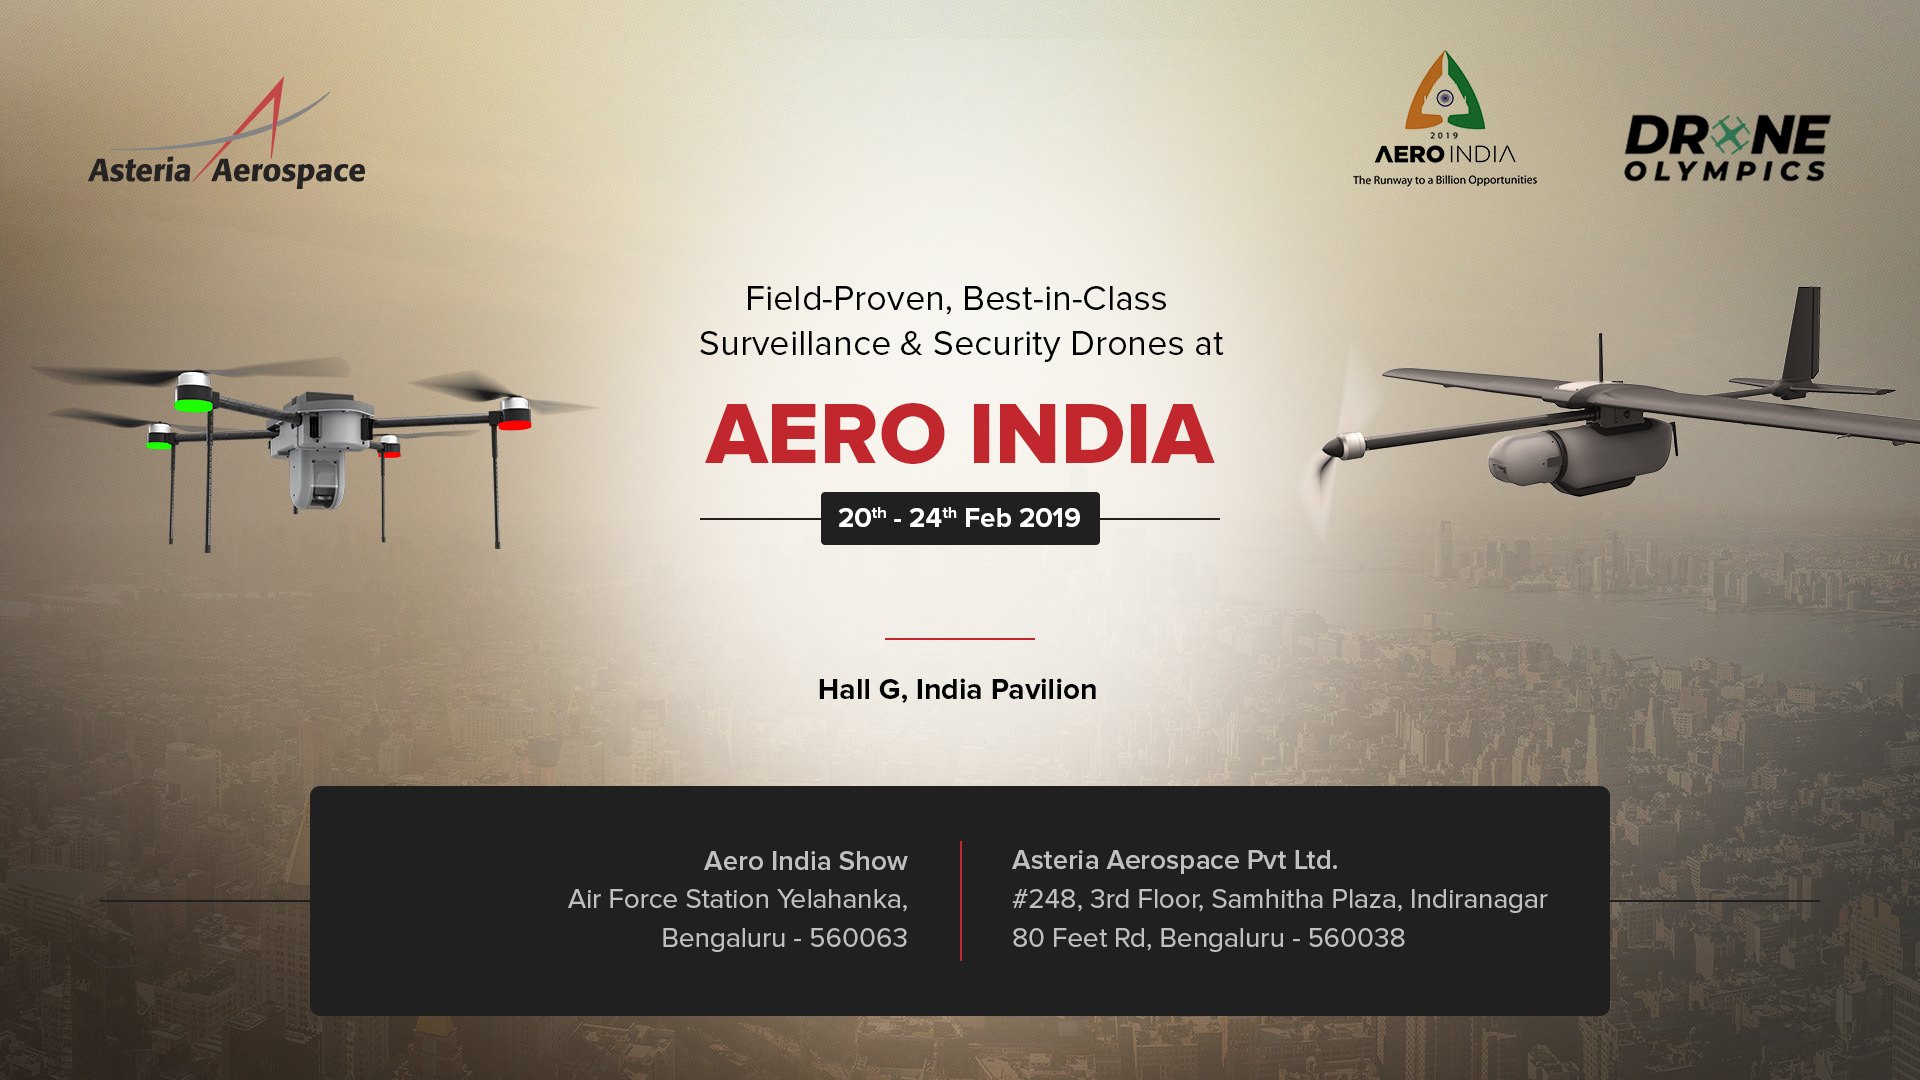 Asteria Aerospace
2019
AERO INDIA
The Runway to a Billion Opportunities
DRONE
OLYMPICS
Field-Proven, Best-in-Class
Surveillance & Security Drones at
AERO INDIA
20th - 24th Feb 2019
Hall G, India Pavilion
Aero India Show
Air Force Station Yelahanka,
Bengaluru - 560063
Asteria Aerospace Pvt Ltd.
#248, 3rd Floor, Samhitha Plaza, Indiranagar
80 Feet Rd, Bengaluru - 560038